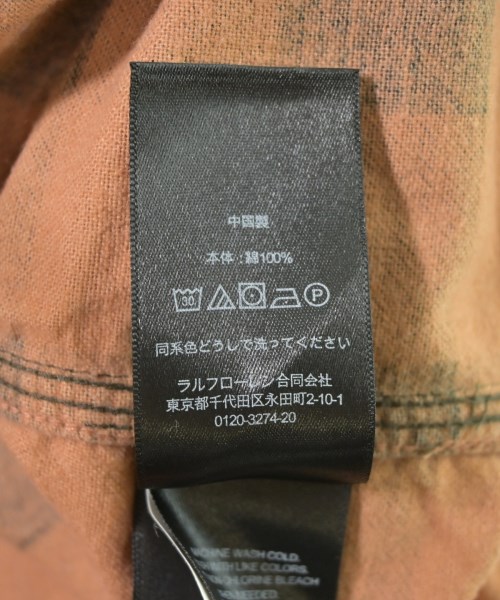 中国製
本体：綿100%
30 P
同系色どうしで洗ってください
ラルフローレン合同会社
東京都千代田区永田町2-10-1
0120-3274-20
WASH COLD.
LIKE COLORS.
BLEACH
NEEDED.